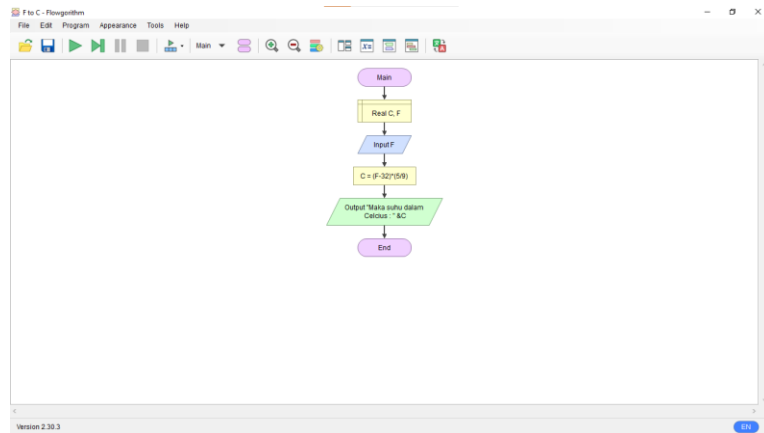 F to C - Flowgorithm
File Edit Program Appearance Tools Help
Main
Main
Real C, F
Input F
C = (F-32)*(5/9)
Output "Maka suhu dalam
Celcius : " &C
End
Version 2.30.3
EN